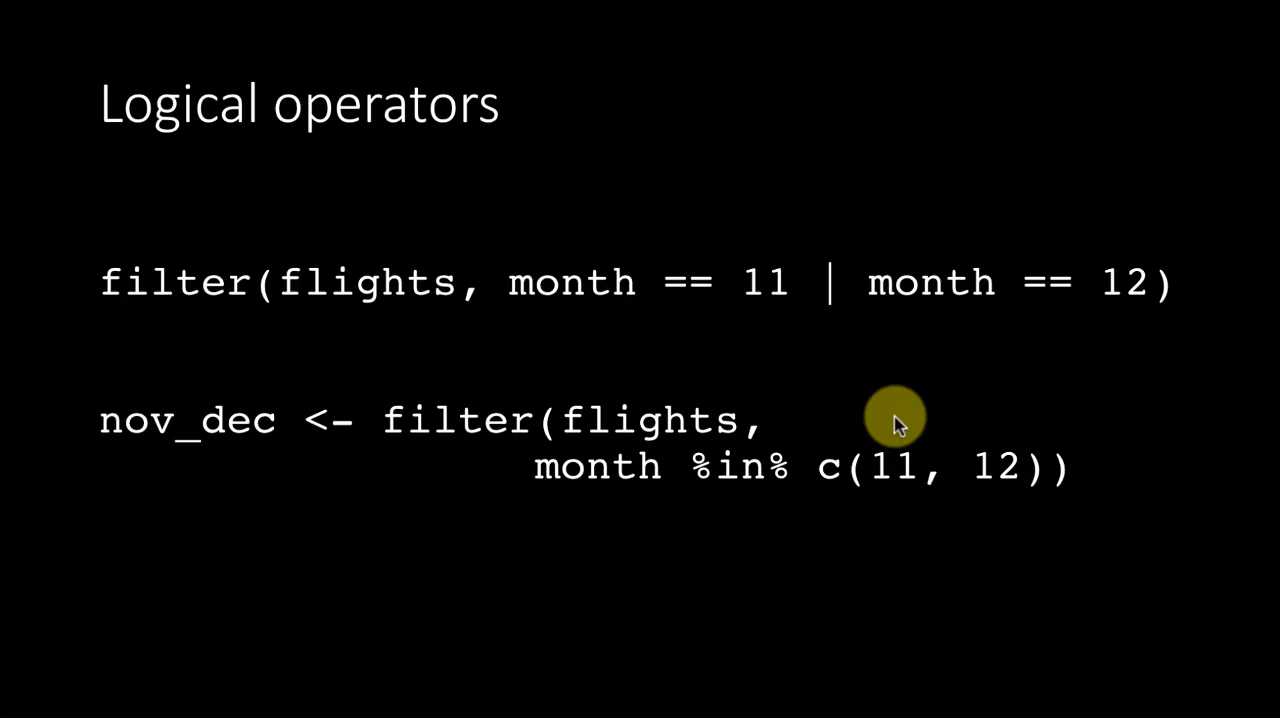 Logical operators
filter(flights, month == 11 | month == 12)
nov_dec <- filter(flights,
month %in% c(11, 12))